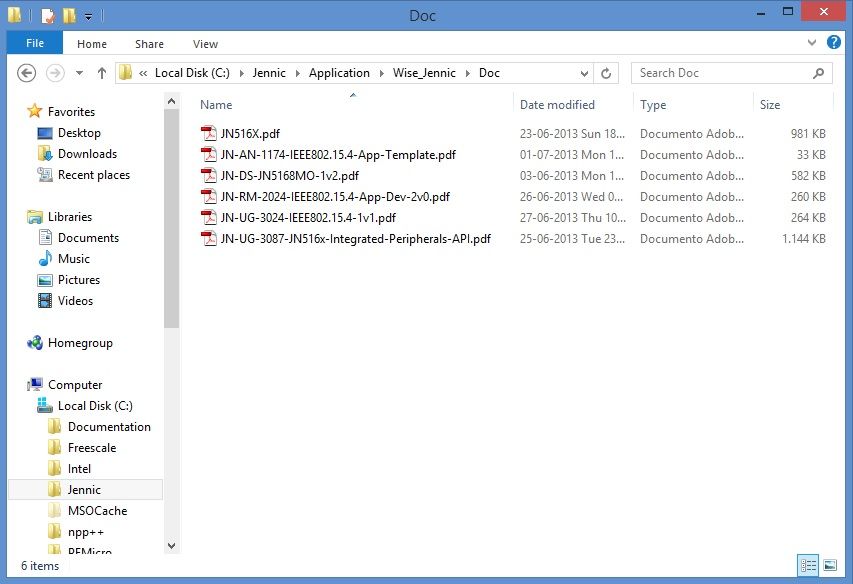 Doc
File Home Share View
« Local Disk (C:) Jennic Application Wise_Jennic Doc Search Doc
Name Date modified Type Size
JN516X.pdf 23-06-2013 Sun 18... Documento Adob... 981 KB
JN-AN-1174-IEEE802.15.4-App-Template.pdf 01-07-2013 Mon 1... Documento Adob... 33 KB
JN-DS-JN5168MO-1v2.pdf 03-06-2013 Mon 1... Documento Adob... 582 KB
JN-RM-2024-IEEE802.15.4-App-Dev-2v0.pdf 26-06-2013 Wed 0... Documento Adob... 260 KB
JN-UG-3024-IEEE802.15.4-1v1.pdf 27-06-2013 Thu 10... Documento Adob... 264 KB
JN-UG-3087-JN516x-Integrated-Peripherals-API.pdf 25-06-2013 Tue 23... Documento Adob... 1.144 KB
Favorites
Desktop
Downloads
Recent places
Libraries
Documents
Music
Pictures
Videos
Homegroup
Computer
Local Disk (C:)
Documentation
Freescale
Intel
Jennic
MSOCache
npp++
PEMicro
6 items